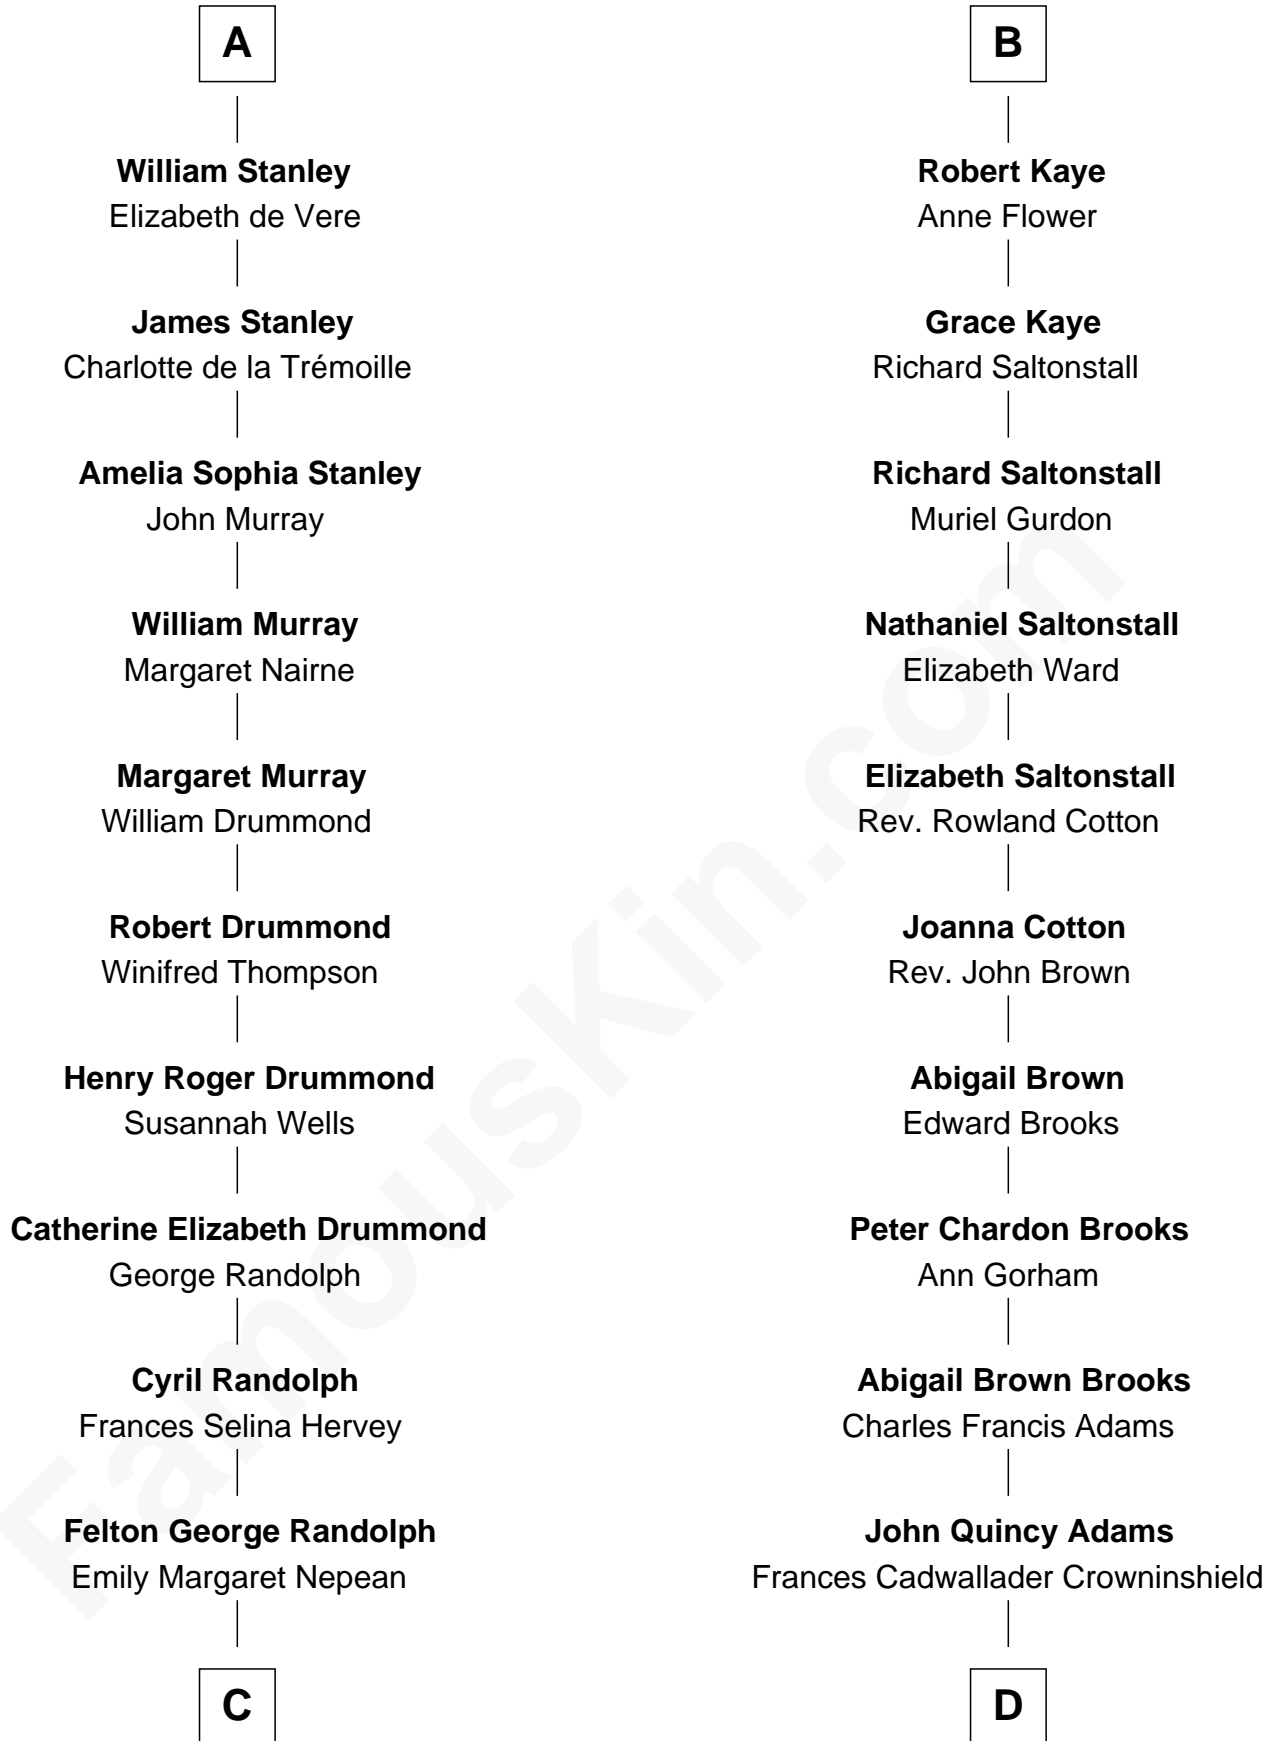 A
William Stanley
Elizabeth de Vere
James Stanley
Charlotte de la Trémoille
Amelia Sophia Stanley
John Murray
William Murray
Margaret Nairne
Margaret Murray
William Drummond
Robert Drummond
Winifred Thompson
Henry Roger Drummond
Susannah Wells
Catherine Elizabeth Drummond
George Randolph
Cyril Randolph
Frances Selina Hervey
Felton George Randolph
Emily Margaret Nepean
C
B
Robert Kaye
Anne Flower
Grace Kaye
Richard Saltonstall
Richard Saltonstall
Muriel Gurdon
Nathaniel Saltonstall
Elizabeth Ward
Elizabeth Saltonstall
Rev. Rowland Cotton
Joanna Cotton
Rev. John Brown
Abigail Brown
Edward Brooks
Peter Chardon Brooks
Ann Gorham
Abigail Brown Brooks
Charles Francis Adams
John Quincy Adams
Frances Cadwallader Crowninshield
D
FamousKin.com